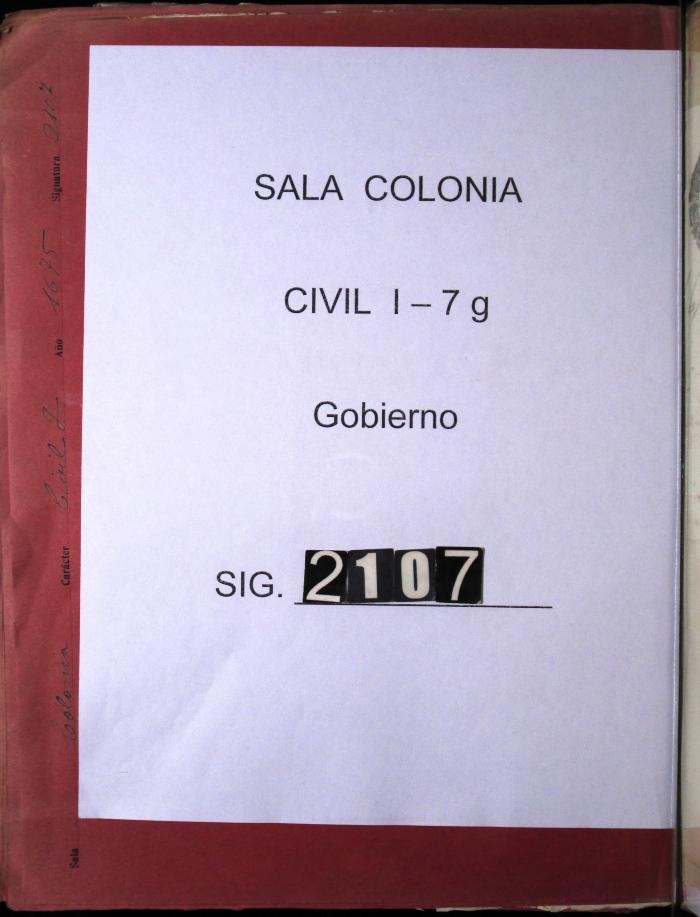 SALA COLONIA
CIVIL I – 7 g
Gobierno
SIG. 2107
Sala Colonia Carácter Civil I Año 1675 Signatura 2107